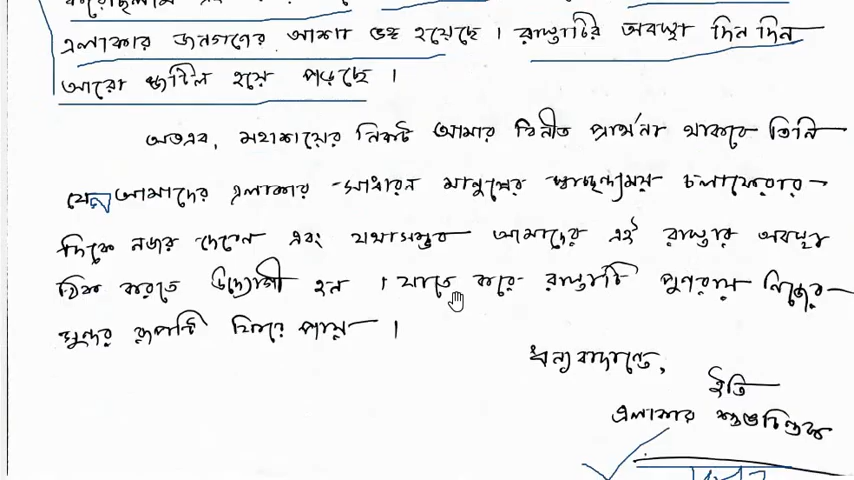 এলাকার জনগণের আশা ভঙ্গ হয়েছে । রাস্তাটির অবস্থা দিন দিন
আরো জটিল হয়ে পড়ছে ।
অতএব, মহাশয়ের নিকট আমার বিনীত প্রার্থনা থাকবে তিনি
যেন আমাদের এলাকার সাধারন মানুষের স্বাচ্ছন্দ্যময় চলাফেরার
দিকে নজর দেবেন এবং যথাসম্ভব আমাদের এই রাস্তার অবস্থা
ঠিক করতে উদ্যোগী হন । যাতে করে রাস্তাটি পুণরায় নিজের
সুন্দর রূপটি ফিরে পায় ।
ধন্যবাদান্তে,
ইতি
এলাকার শুভচিন্তক